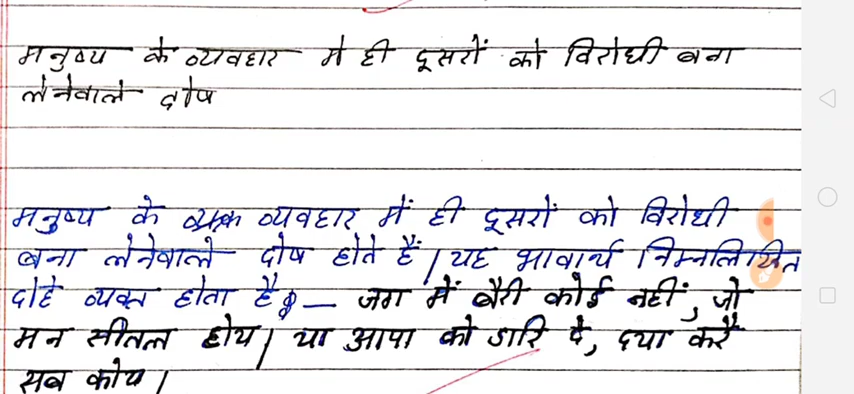 मनुष्य के व्यवहार में ही दूसरों को विरोधी बना
लेनेवाले दोष
मनुष्य के व्यवहार में ही दूसरों को विरोधी
बना लेनेवाले दोष होते हैं। यह भावार्थ निम्नलिखित
दोहे व्यक्त होता है — जग में बैरी कोई नहीं, जो
मन सीतल होय। या आपा को डारि दे, दया करै
सब कोय।